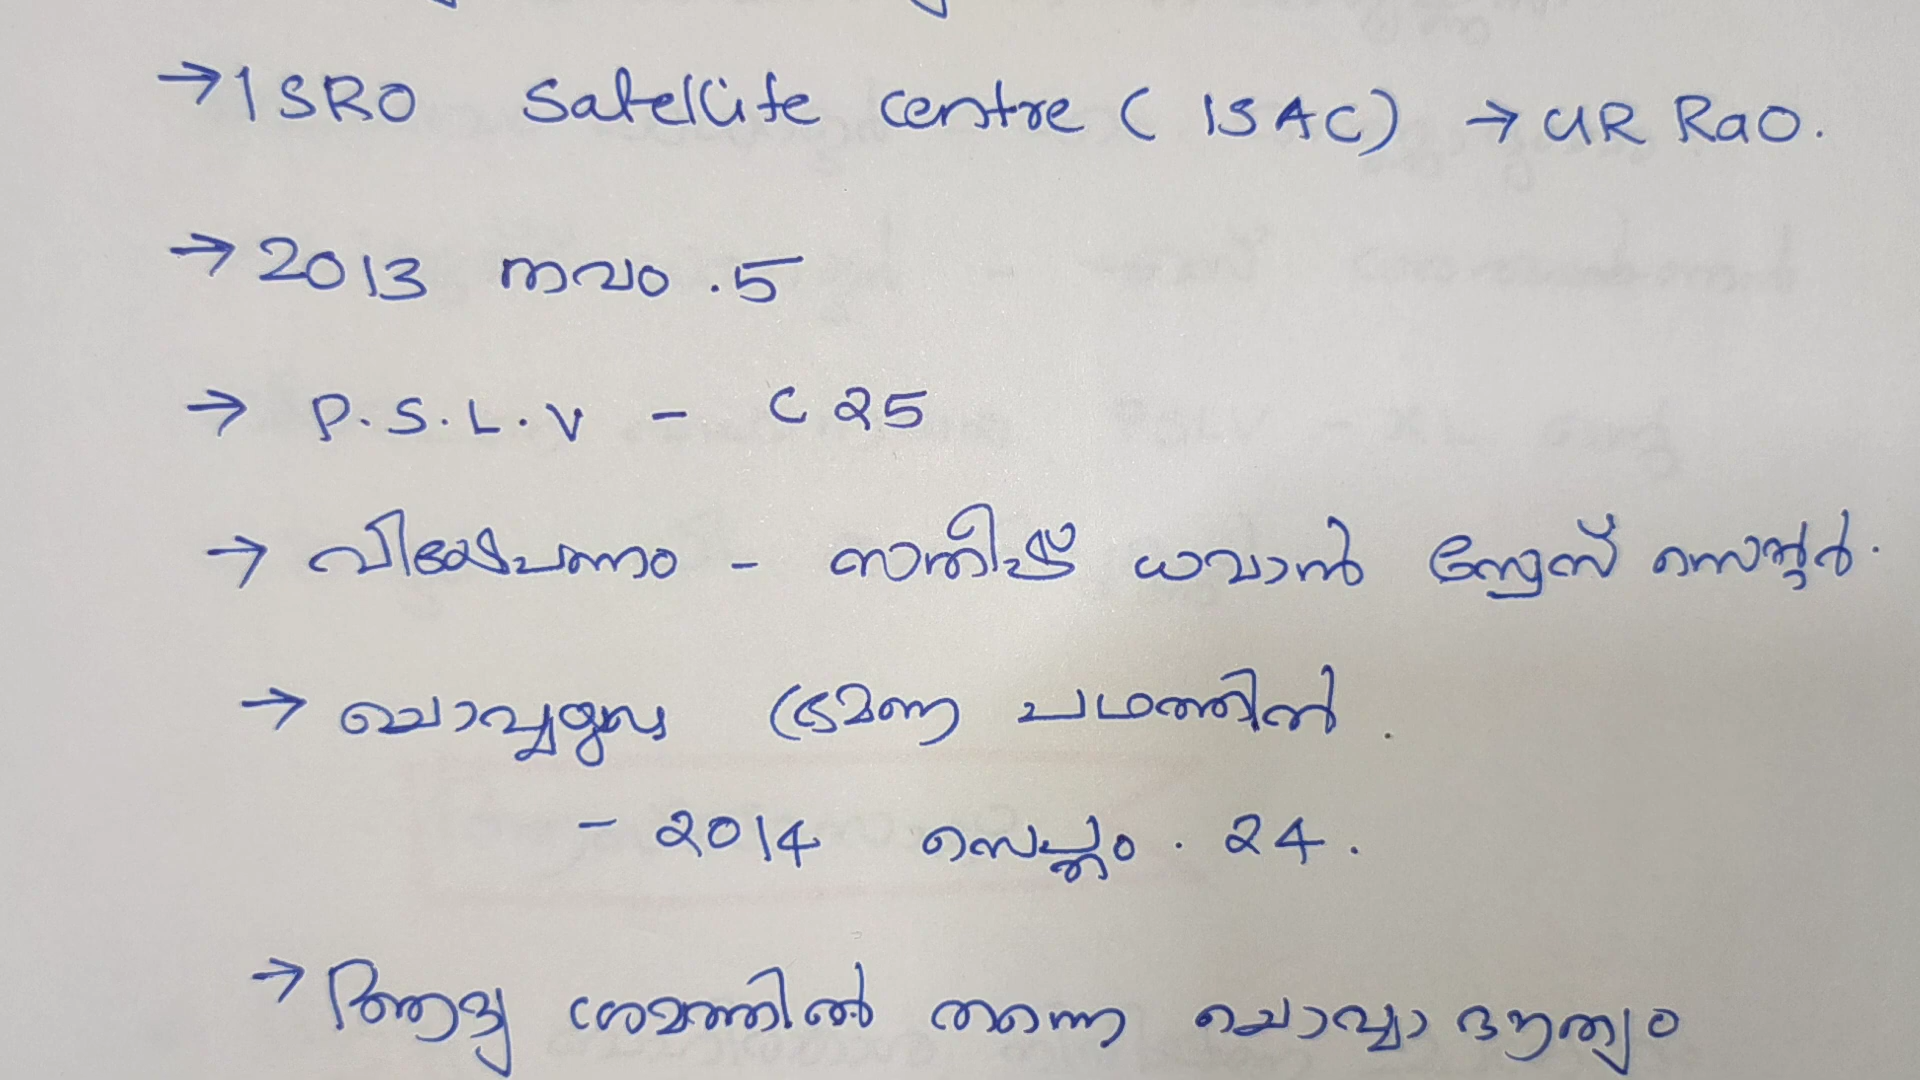 → ISRO Satellite centre ( ISAC) → UR Rao.
→ 2013 നവം .5
→ P.S.L.V - C 25
→ വിക്ഷേപണം - സതീഷ് ധവാൻ സ്പേസ് സെന്റർ.
→ ചൊവ്വയുടെ ഭ്രമണ പഥത്തിൽ .
- 2014 സെപ്തം . 24 .
→ ആദ്യ ശ്രമത്തിൽ തന്നെ ചൊവ്വാ ദൗത്യം